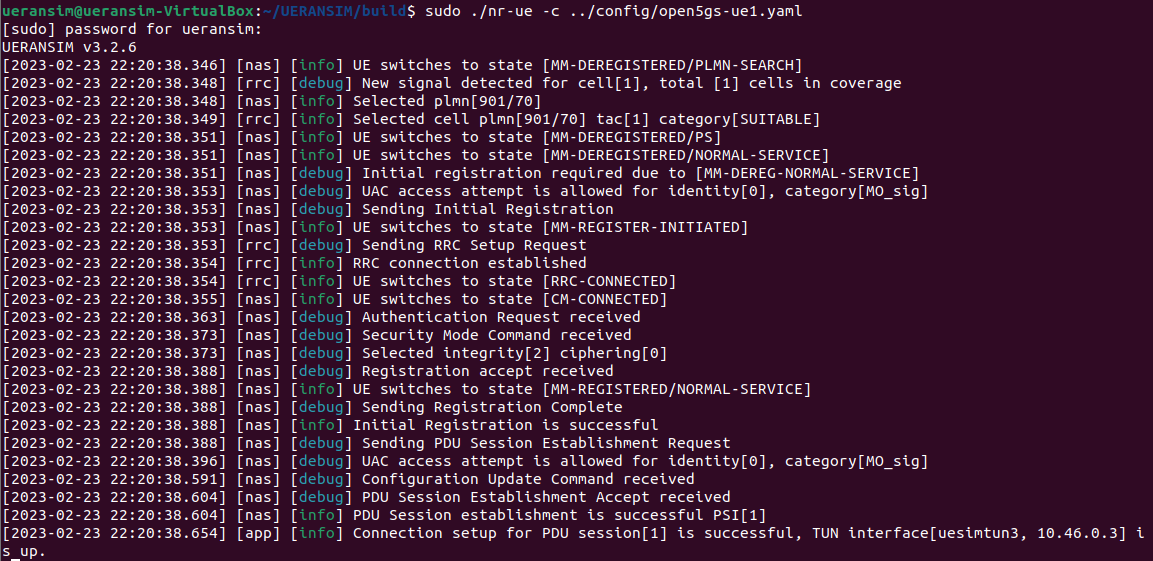 ueransim@ueransim-VirtualBox:~/UERANSIM/build$ sudo ./nr-ue -c ../config/open5gs-ue1.yaml
[sudo] password for ueransim:
UERANSIM v3.2.6
[2023-02-23 22:20:38.346] [nas] [info] UE switches to state [MM-DEREGISTERED/PLMN-SEARCH]
[2023-02-23 22:20:38.348] [rrc] [debug] New signal detected for cell[1], total [1] cells in coverage
[2023-02-23 22:20:38.348] [nas] [info] Selected plmn[901/70]
[2023-02-23 22:20:38.349] [rrc] [info] Selected cell plmn[901/70] tac[1] category[SUITABLE]
[2023-02-23 22:20:38.351] [nas] [info] UE switches to state [MM-DEREGISTERED/PS]
[2023-02-23 22:20:38.351] [nas] [info] UE switches to state [MM-DEREGISTERED/NORMAL-SERVICE]
[2023-02-23 22:20:38.351] [nas] [debug] Initial registration required due to [MM-DEREG-NORMAL-SERVICE]
[2023-02-23 22:20:38.353] [nas] [debug] UAC access attempt is allowed for identity[0], category[MO_sig]
[2023-02-23 22:20:38.353] [nas] [debug] Sending Initial Registration
[2023-02-23 22:20:38.353] [nas] [info] UE switches to state [MM-REGISTER-INITIATED]
[2023-02-23 22:20:38.353] [rrc] [debug] Sending RRC Setup Request
[2023-02-23 22:20:38.354] [rrc] [info] RRC connection established
[2023-02-23 22:20:38.354] [rrc] [info] UE switches to state [RRC-CONNECTED]
[2023-02-23 22:20:38.355] [nas] [info] UE switches to state [CM-CONNECTED]
[2023-02-23 22:20:38.363] [nas] [debug] Authentication Request received
[2023-02-23 22:20:38.373] [nas] [debug] Security Mode Command received
[2023-02-23 22:20:38.373] [nas] [debug] Selected integrity[2] ciphering[0]
[2023-02-23 22:20:38.388] [nas] [debug] Registration accept received
[2023-02-23 22:20:38.388] [nas] [info] UE switches to state [MM-REGISTERED/NORMAL-SERVICE]
[2023-02-23 22:20:38.388] [nas] [debug] Sending Registration Complete
[2023-02-23 22:20:38.388] [nas] [info] Initial Registration is successful
[2023-02-23 22:20:38.388] [nas] [debug] Sending PDU Session Establishment Request
[2023-02-23 22:20:38.396] [nas] [debug] UAC access attempt is allowed for identity[0], category[MO_sig]
[2023-02-23 22:20:38.591] [nas] [debug] Configuration Update Command received
[2023-02-23 22:20:38.604] [nas] [debug] PDU Session Establishment Accept received
[2023-02-23 22:20:38.604] [nas] [info] PDU Session establishment is successful PSI[1]
[2023-02-23 22:20:38.654] [app] [info] Connection setup for PDU session[1] is successful, TUN interface[uesimtun3, 10.46.0.3] i
s up.